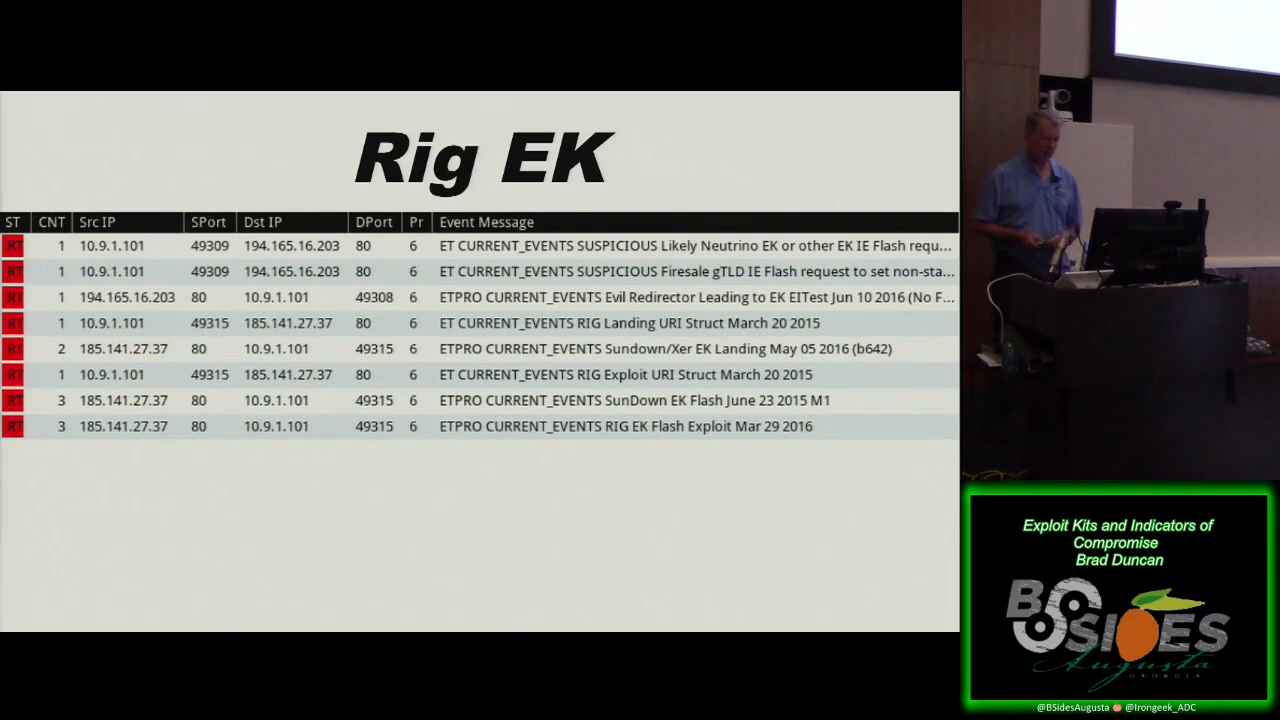 Rig EK
ST CNT Src IP SPort Dst IP DPort Pr Event Message
RT 1 10.9.1.101 49309 194.165.16.203 80 6 ET CURRENT_EVENTS SUSPICIOUS Likely Neutrino EK or other EK IE Flash requ...
RT 1 10.9.1.101 49309 194.165.16.203 80 6 ET CURRENT_EVENTS SUSPICIOUS Firesale gTLD IE Flash request to set non-sta...
RT 1 194.165.16.203 80 10.9.1.101 49308 6 ETPRO CURRENT_EVENTS Evil Redirector Leading to EK EITest Jun 10 2016 (No F...
RT 1 10.9.1.101 49315 185.141.27.37 80 6 ET CURRENT_EVENTS RIG Landing URI Struct March 20 2015
RT 2 185.141.27.37 80 10.9.1.101 49315 6 ETPRO CURRENT_EVENTS Sundown/Xer EK Landing May 05 2016 (b642)
RT 1 10.9.1.101 49315 185.141.27.37 80 6 ET CURRENT_EVENTS RIG Exploit URI Struct March 20 2015
RT 3 185.141.27.37 80 10.9.1.101 49315 6 ETPRO CURRENT_EVENTS SunDown EK Flash June 23 2015 M1
RT 3 185.141.27.37 80 10.9.1.101 49315 6 ETPRO CURRENT_EVENTS RIG EK Flash Exploit Mar 29 2016
Exploit Kits and Indicators of
Compromise
Brad Duncan
BSIDES
Augusta
GEORGIA
@BSidesAugusta @Irongeek_ADC